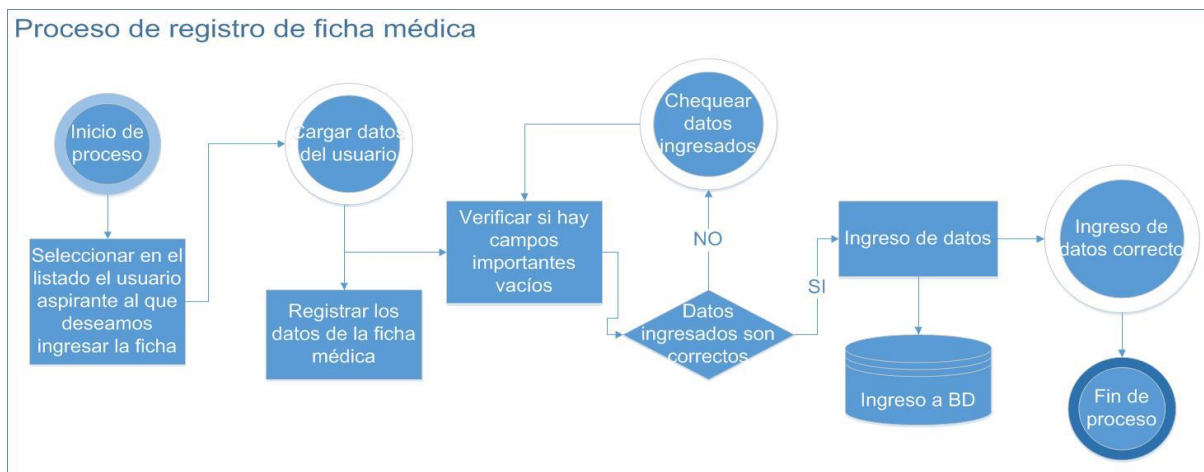 Proceso de registro de ficha médica
Inicio de
proceso
Seleccionar en el
listado el usuario
aspirante al que
deseamos
ingresar la ficha
Cargar datos
del usuario
Registrar los
datos de la ficha
médica
Verificar si hay
campos
importantes
vacíos
Chequear
datos
ingresados
NO
Datos
ingresados son
correctos
SI
Ingreso de datos
Ingreso a BD
Ingreso de
datos correcto
Fin de
proceso